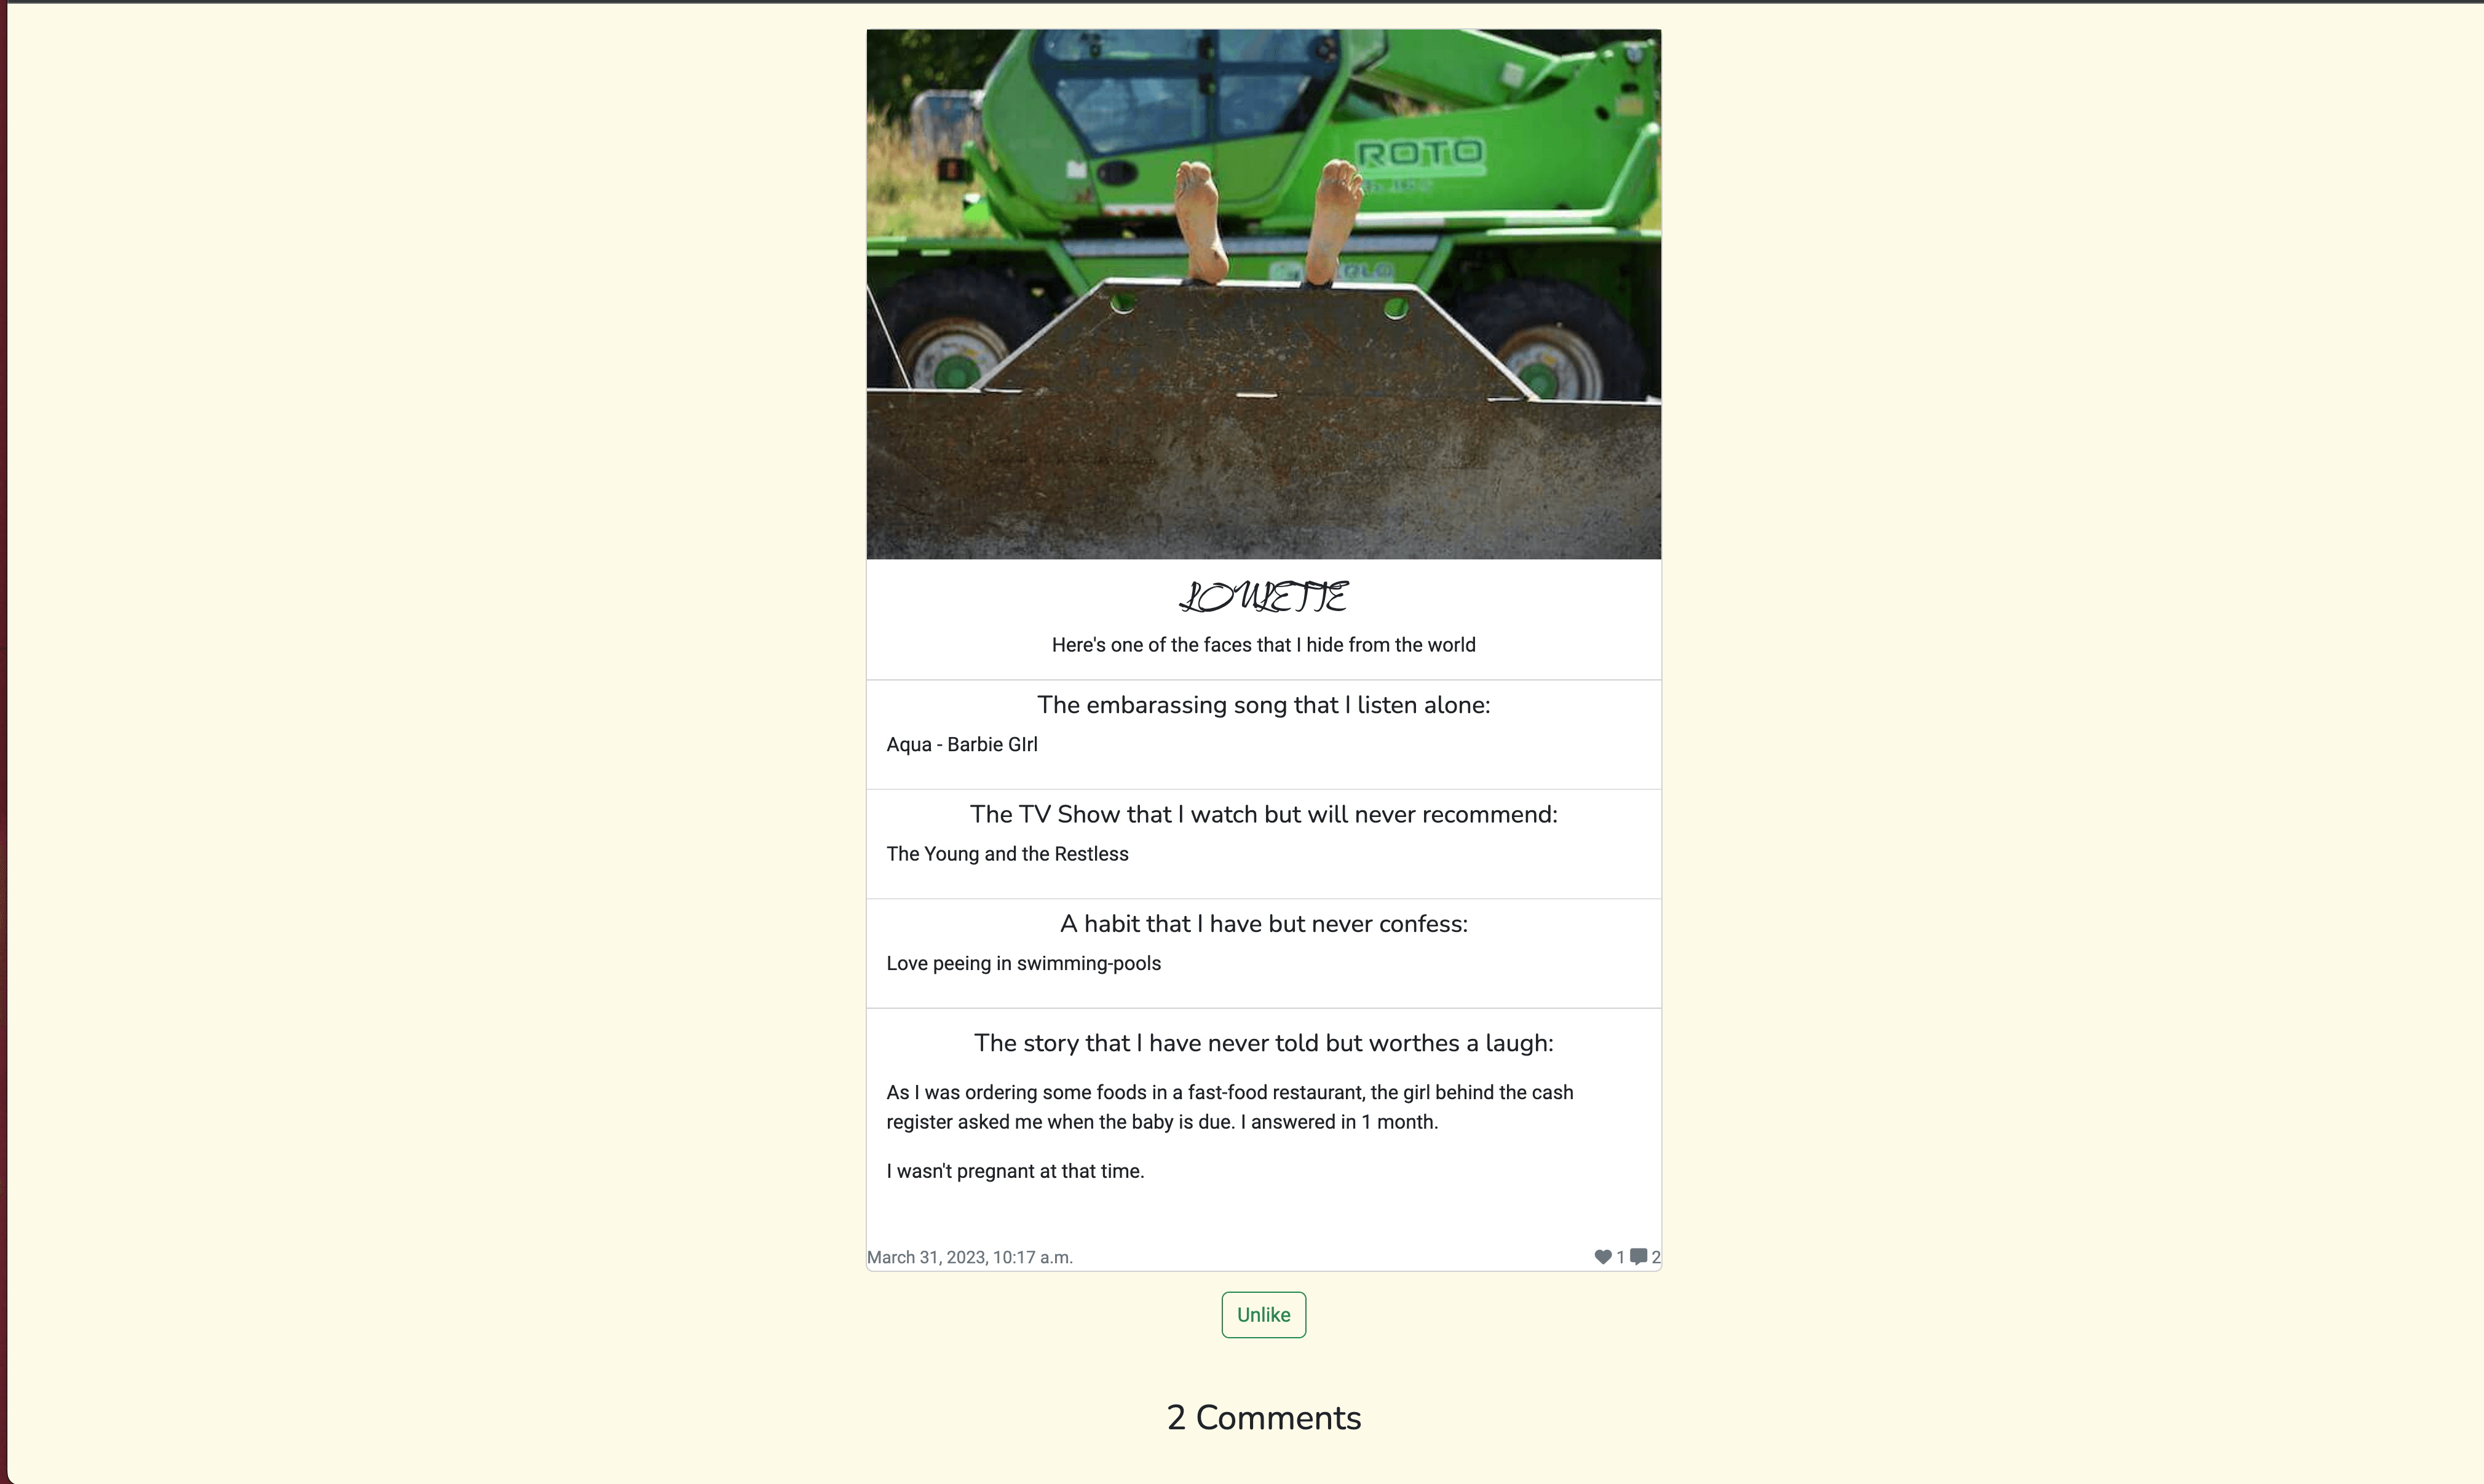 ROTO
LOULETTE
Here's one of the faces that I hide from the world
The embarassing song that I listen alone:
Aqua - Barbie GIrl
The TV Show that I watch but will never recommend:
The Young and the Restless
A habit that I have but never confess:
Love peeing in swimming-pools
The story that I have never told but worthes a laugh:
As I was ordering some foods in a fast-food restaurant, the girl behind the cash
register asked me when the baby is due. I answered in 1 month.
I wasn't pregnant at that time.
March 31, 2023, 10:17 a.m. 1 2
Unlike
2 Comments